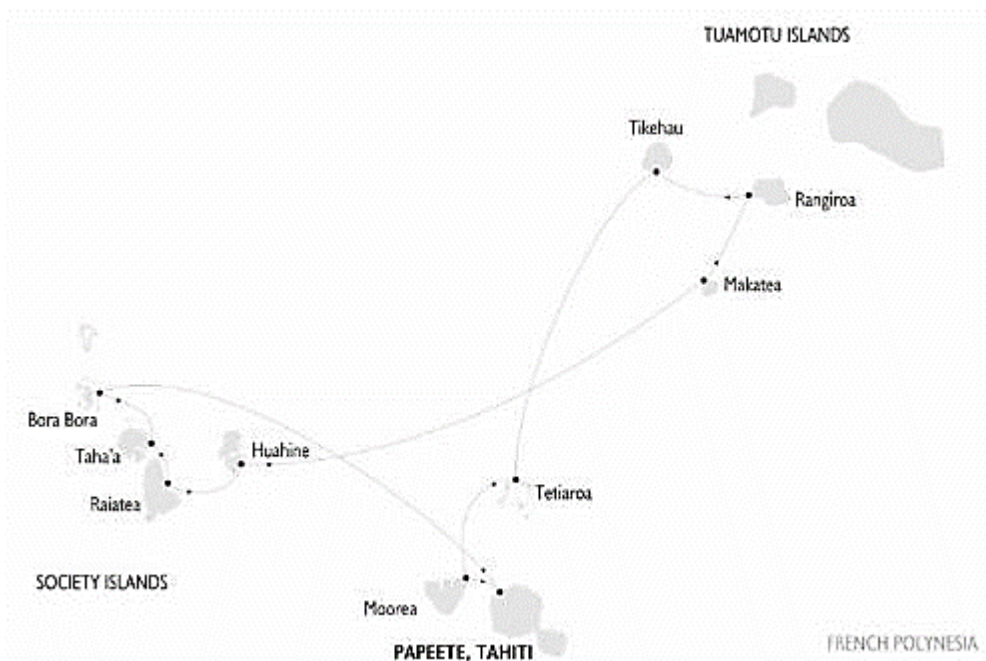 TUAMOTU ISLANDS
Tikehau
Rangiroa
Makatea
Bora Bora
Taha'a
Huahine
Raiatea
Tetiaroa
SOCIETY ISLANDS
Moorea
PAPEETE, TAHITI
FRENCH POLYNESIA